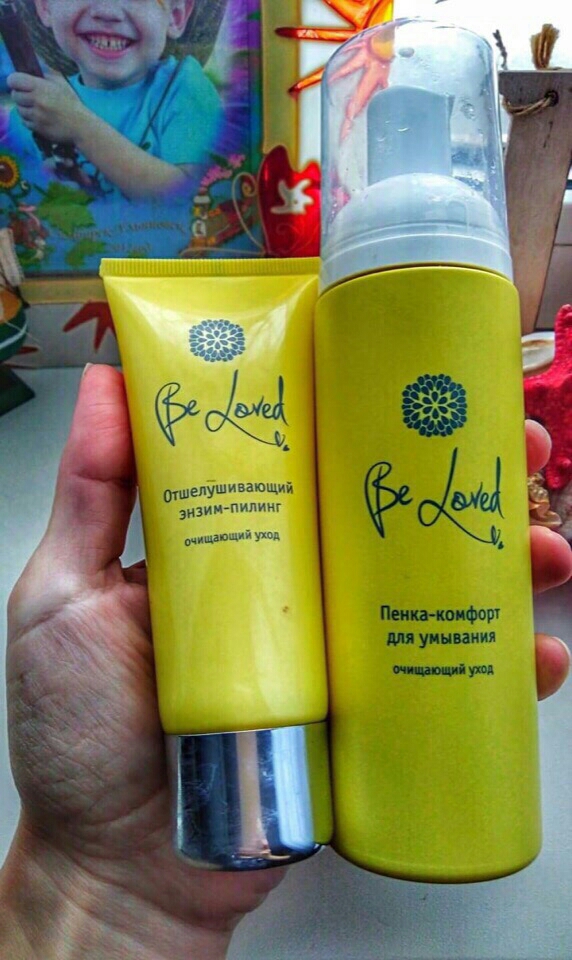 Be Loved
Отшелушивающий
энзим-пилинг
очищающий уход
Be Loved
Пенка-комфорт
для умывания
очищающий уход